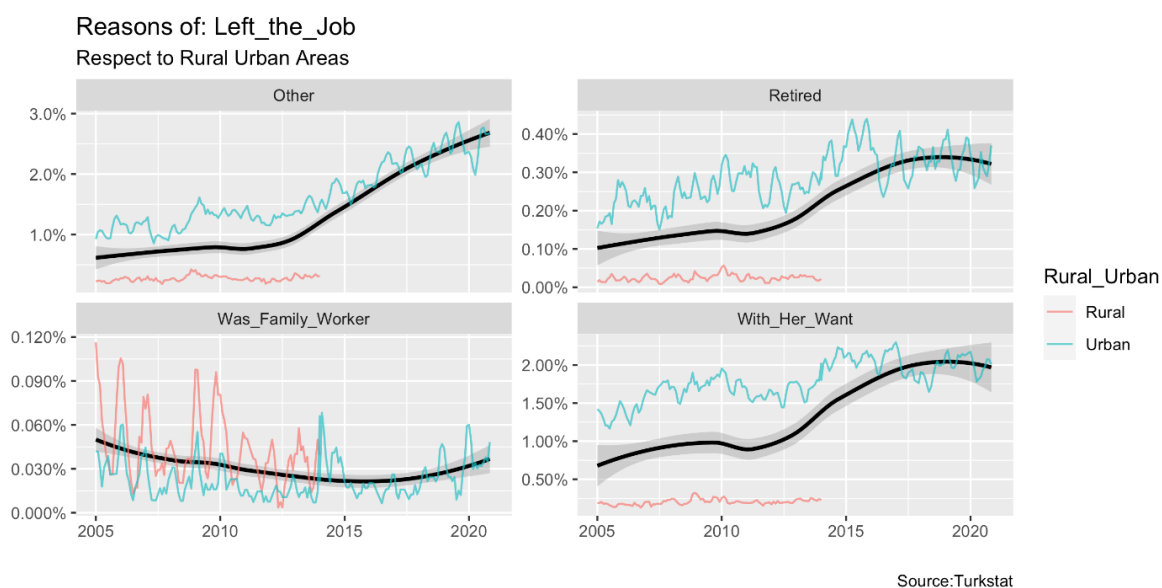 Reasons of: Left_the_Job
Respect to Rural Urban Areas
Other
Retired
3.0%
2.0%
1.0%
0.40%
0.30%
0.20%
0.10%
0.00%
Was_Family_Worker
With_Her_Want
0.120%
0.090%
0.060%
0.030%
0.000%
2.00%
1.50%
1.00%
0.50%
2005 2010 2015 2020
2005 2010 2015 2020
Rural_Urban
Rural
Urban
Source:Turkstat